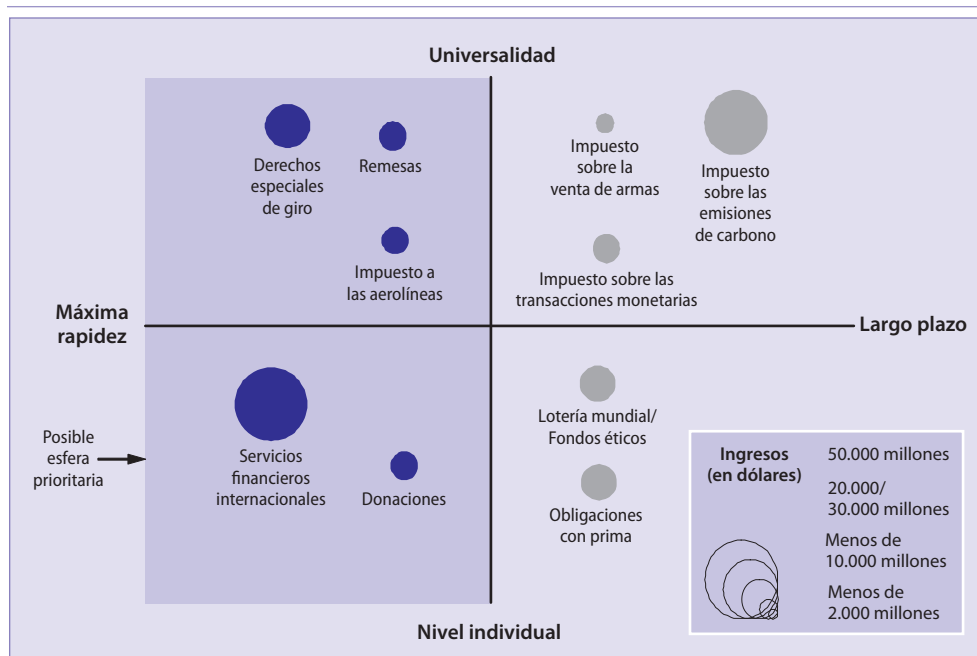 Universalidad
Derechos
especiales
de giro
Remesas
Impuesto
sobre la
venta de armas
Impuesto
sobre las
emisiones
de carbono
Impuesto a
las aerolíneas
Impuesto sobre las
transacciones monetarias
Máxima
rapidez
Largo plazo
Posible
esfera
prioritaria
Servicios
financieros
internacionales
Donaciones
Lotería mundial/
Fondos éticos
Obligaciones
con prima
Ingresos
(en dólares)
50.000 millones
20.000/
30.000 millones
Menos de
10.000 millones
Menos de
2.000 millones
Nivel individual